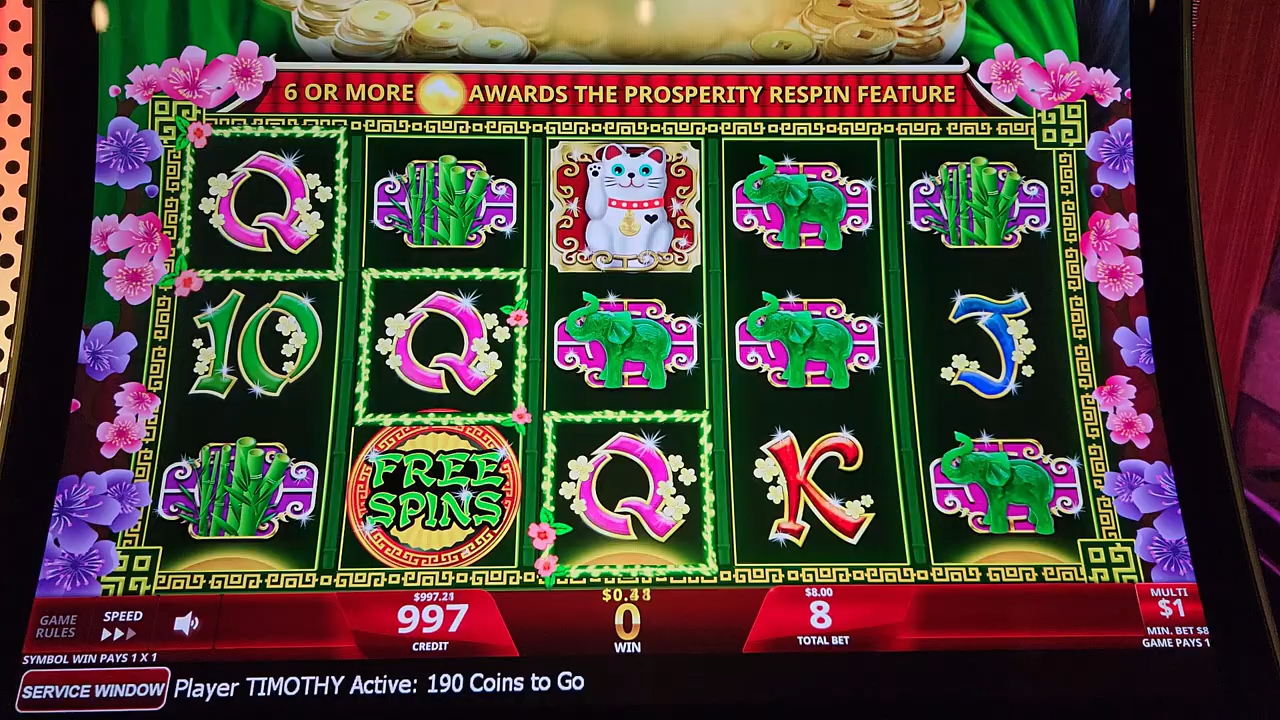 6 OR MORE AWARDS THE PROSPERITY RESPIN FEATURE
Q
10
Q
FREE
SPINS
Q
K
J
GAME
RULES
SPEED
$997.21
997
CREDIT
$0.48
0
WIN
$8.00
8
TOTAL BET
MULTI
$1
MIN. BET $8
GAME PAYS 1
SYMBOL WIN PAYS 1 X 1
SERVICE WINDOW
Player TIMOTHY Active: 190 Coins to Go